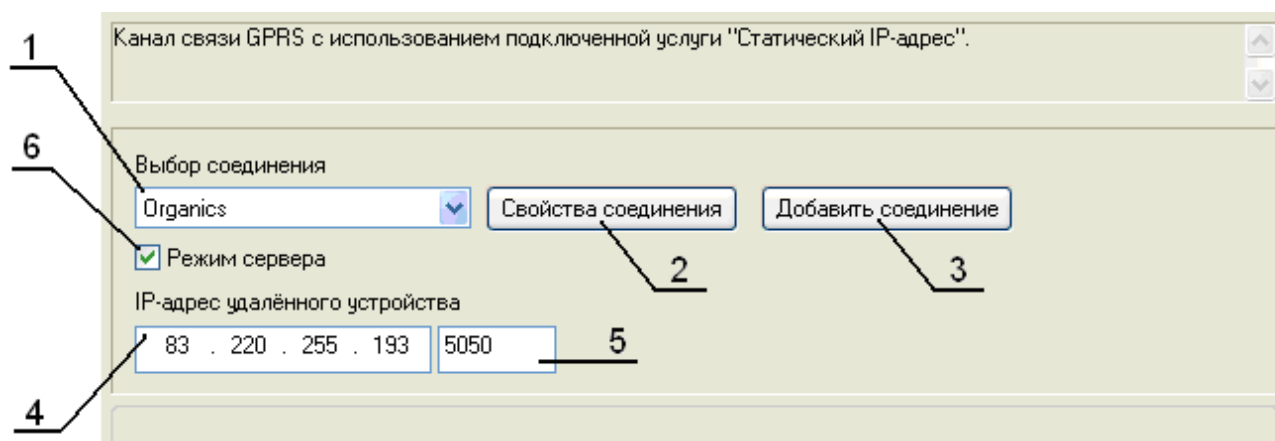 Канал связи GPRS с использованием подключенной услуги "Статический IP-адрес".
1
6
Выбор соединения
Organics Свойства соединения Добавить соединение
Режим сервера
2 3
IP-адрес удалённого устройства
83 . 220 . 255 . 193 5050 5
4